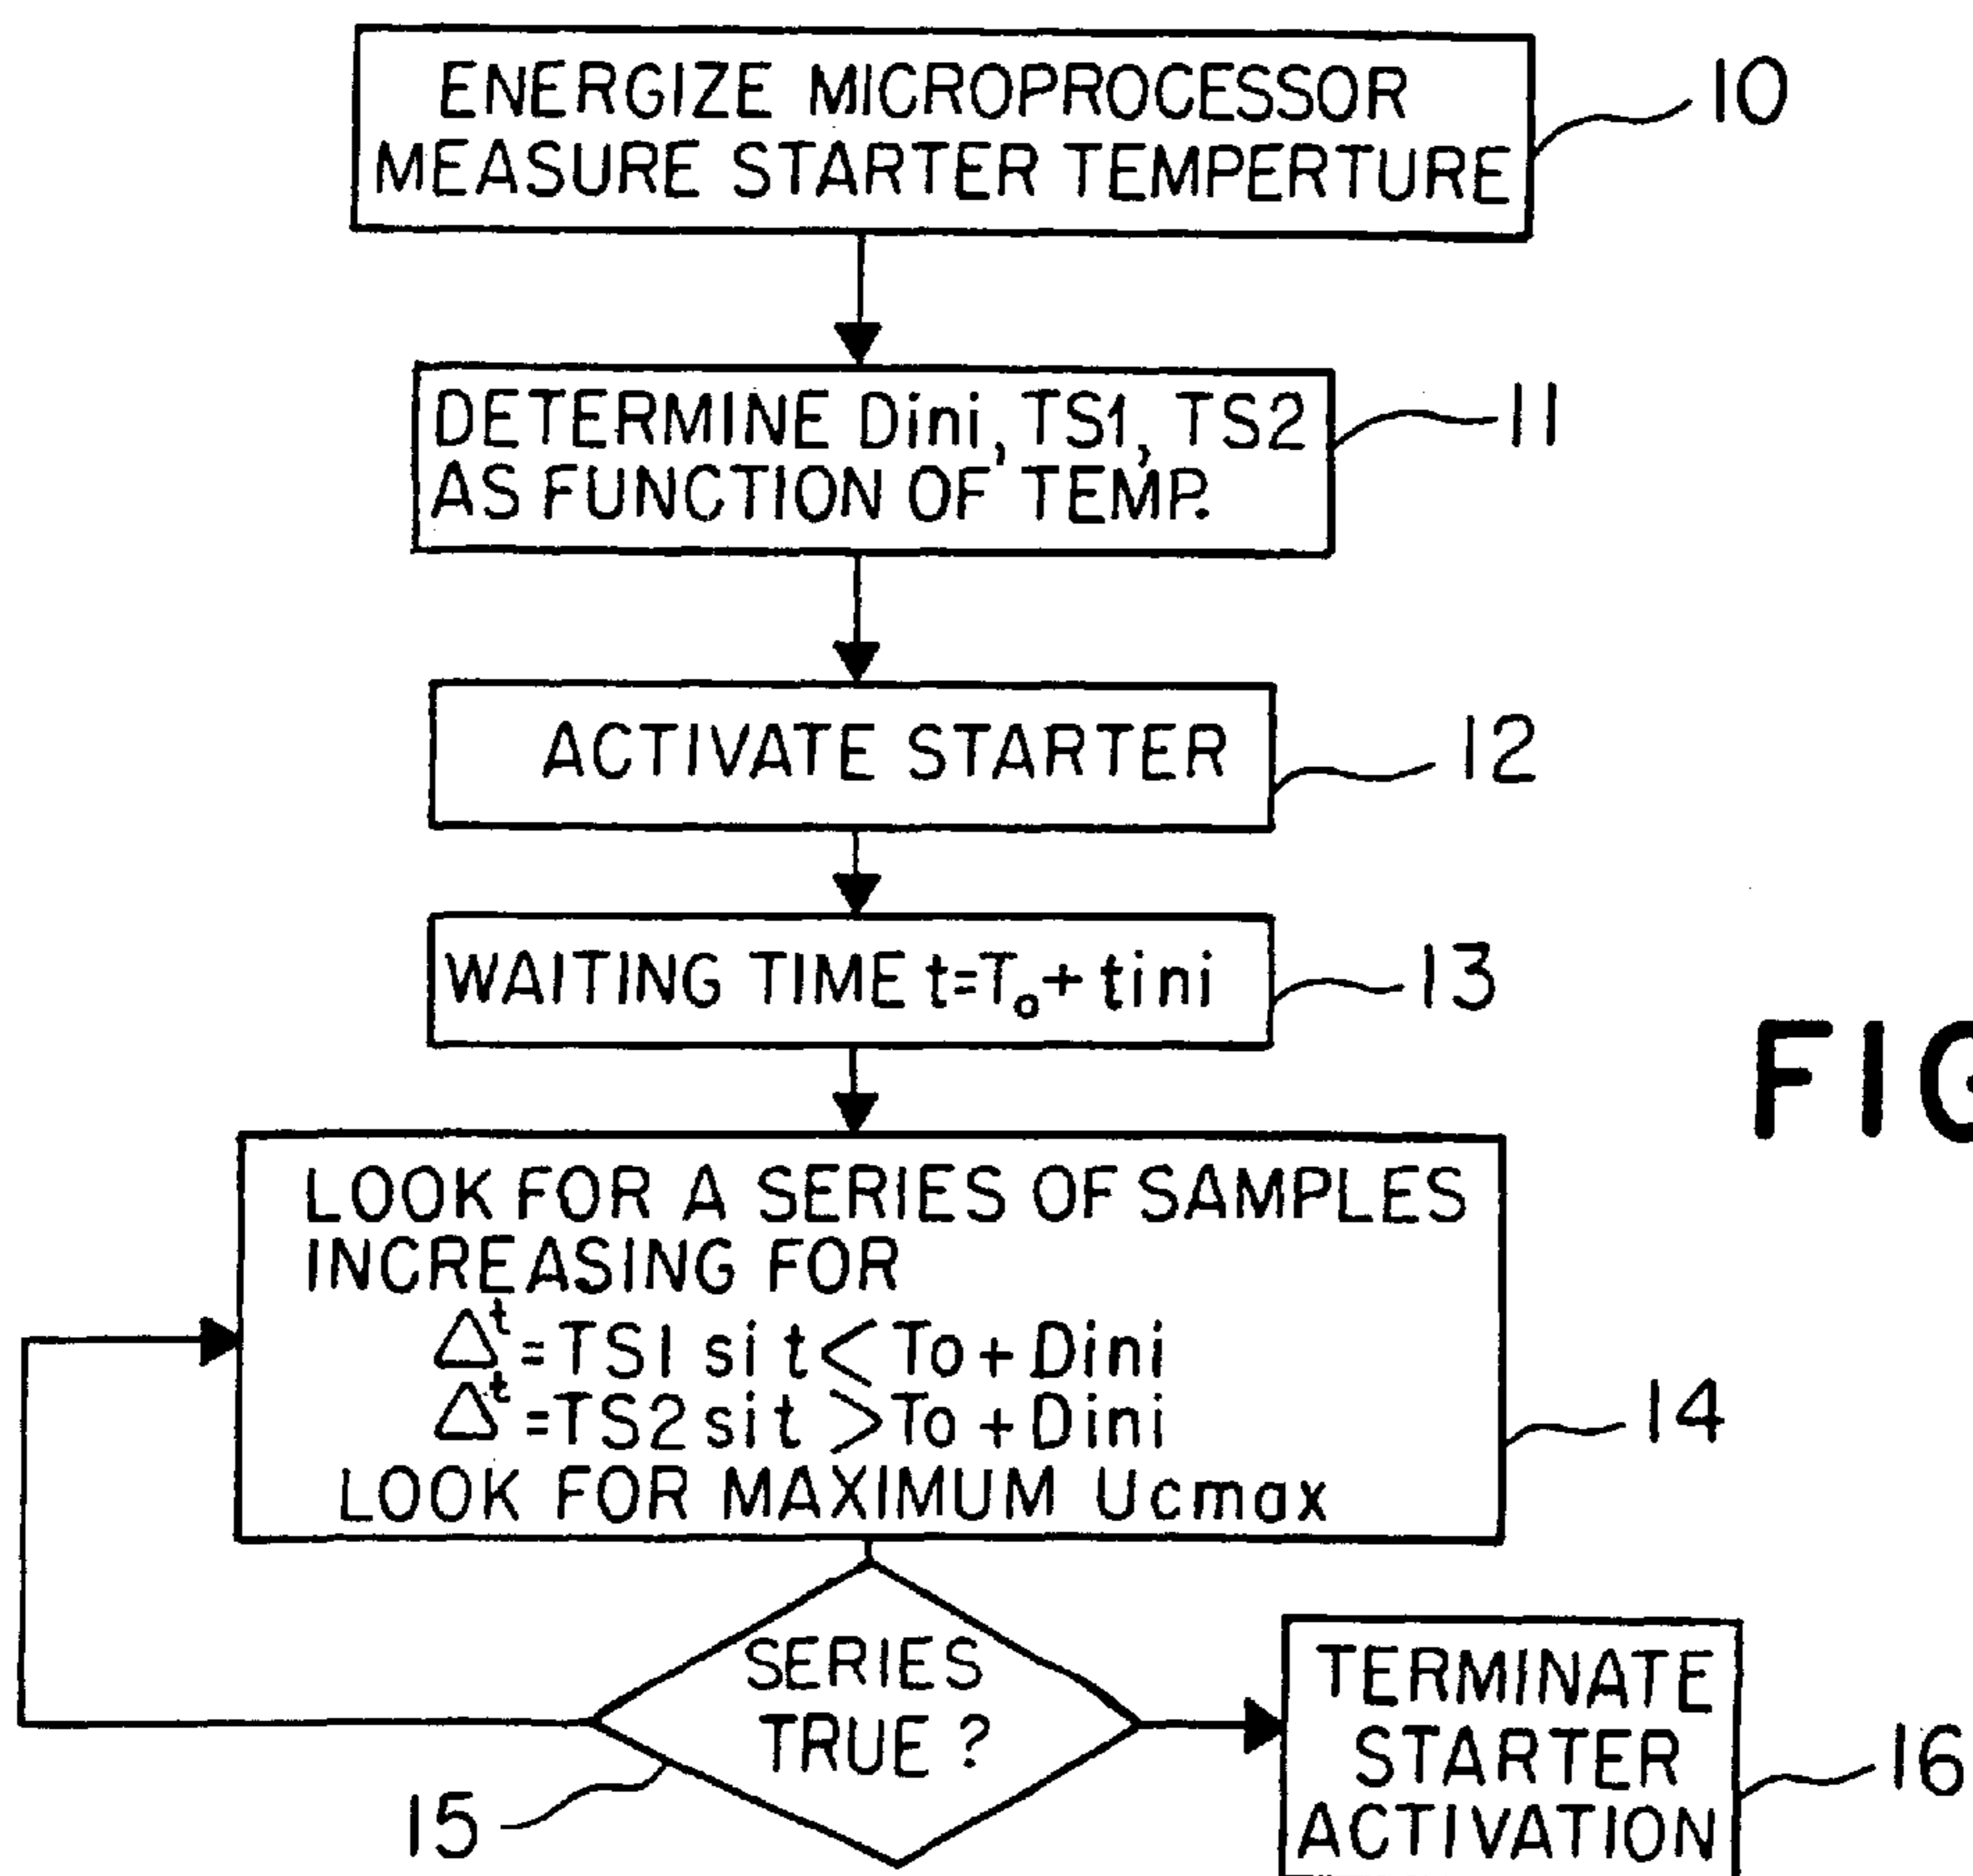 ENERGIZE MICROPROCESSOR
MEASURE STARTER TEMPERTURE
10
DETERMINE Dini, TS1, TS2
AS FUNCTION OF TEMP.
11
ACTIVATE STARTER
12
WAITING TIME t=To+tini
13
FIG
LOOK FOR A SERIES OF SAMPLES
INCREASING FOR
Δt=TS1 si t<To+Dini
Δt=TS2 si t >To+Dini
LOOK FOR MAXIMUM Ucmax
14
SERIES
TRUE ?
15
TERMINATE
STARTER
ACTIVATION
16